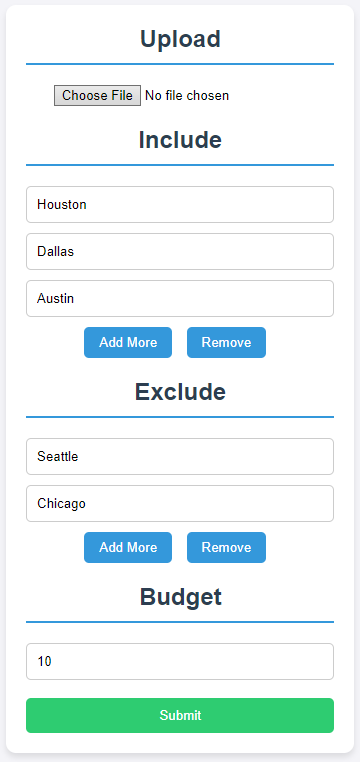 Upload
Choose File No file chosen
Include
Houston
Dallas
Austin
Add More Remove
Exclude
Seattle
Chicago
Add More Remove
Budget
10
Submit